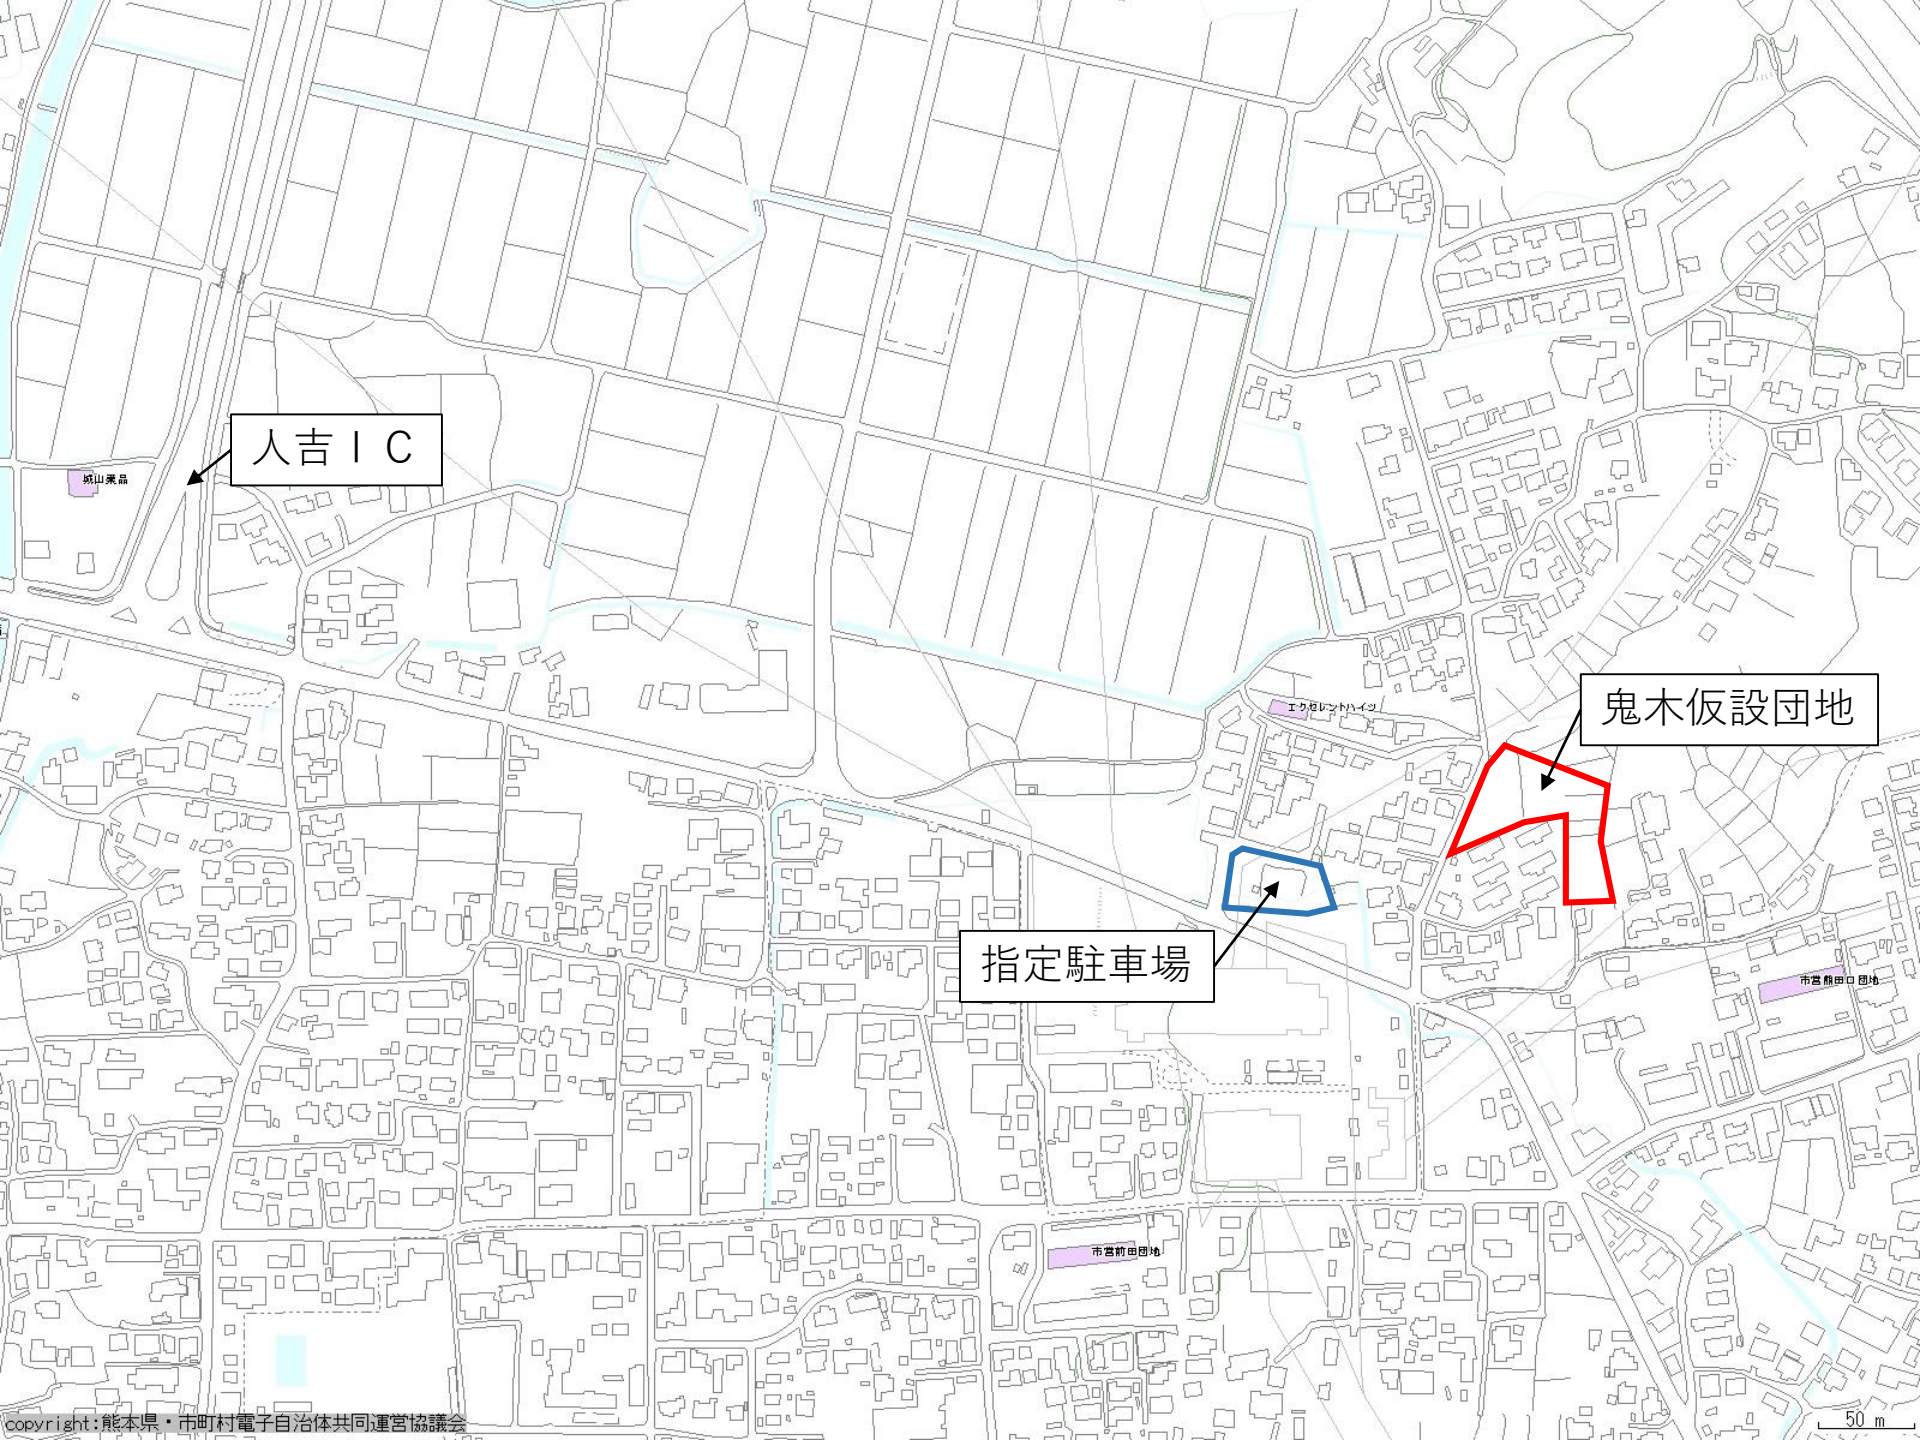 人吉ＩＣ
城山栗品
エクセレントハイツ
鬼木仮設団地
指定駐車場
市営鶴田口団地
市営前田団地
copyright:熊本県・市町村電子自治体共同運営協議会
50 m